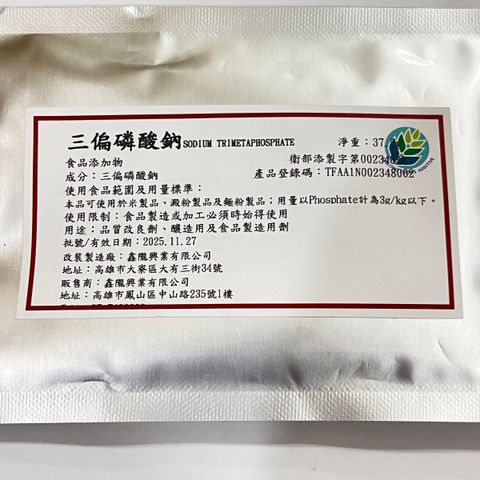 三偏磷酸鈉SODIUM TRIMETAPHOSPHATE 淨重：37
食品添加物 衛部添製字第00234
成分：三偏磷酸鈉 產品登錄碼：TFAA1N002348002
使用食品範圍及用量標準：
本品可使用於米製品、澱粉製品及麵粉製品；用量以Phosphate計為3g/kg以下。
使用限制：食品製造或加工必須時始得使用
用途：品質改良劑、釀造用及食品製造用劑
批號/有效日期：2025.11.27
改裝製造廠：鑫隴興業有限公司
地址：高雄市大寮區大有三街34號
販售商：鑫隴興業有限公司
地址：高雄市鳳山區中山路235號1樓